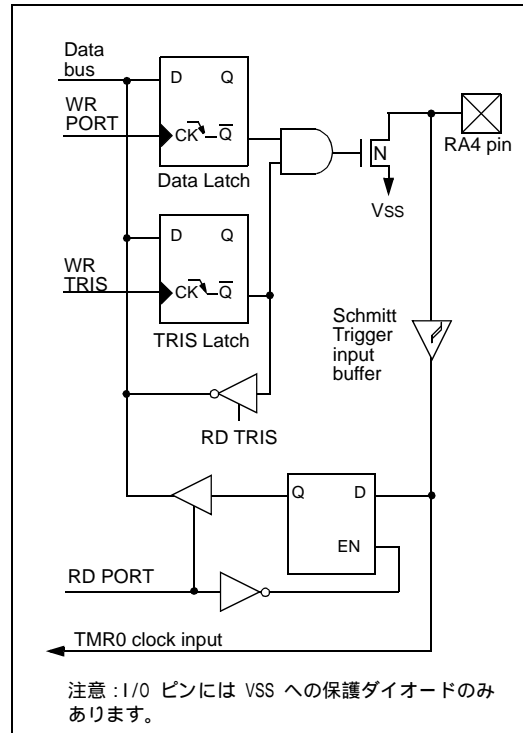 Data
bus
D Q
WR
PORT
CK Q
N
RA4 pin
Data Latch
VSS
D Q
WR
TRIS
CK Q
TRIS Latch
Schmitt
Trigger
input
buffer
RD TRIS
Q D
EN
RD PORT
TMR0 clock input
注意 :I/O ピンには VSS への保護ダイオードのみ
あります。